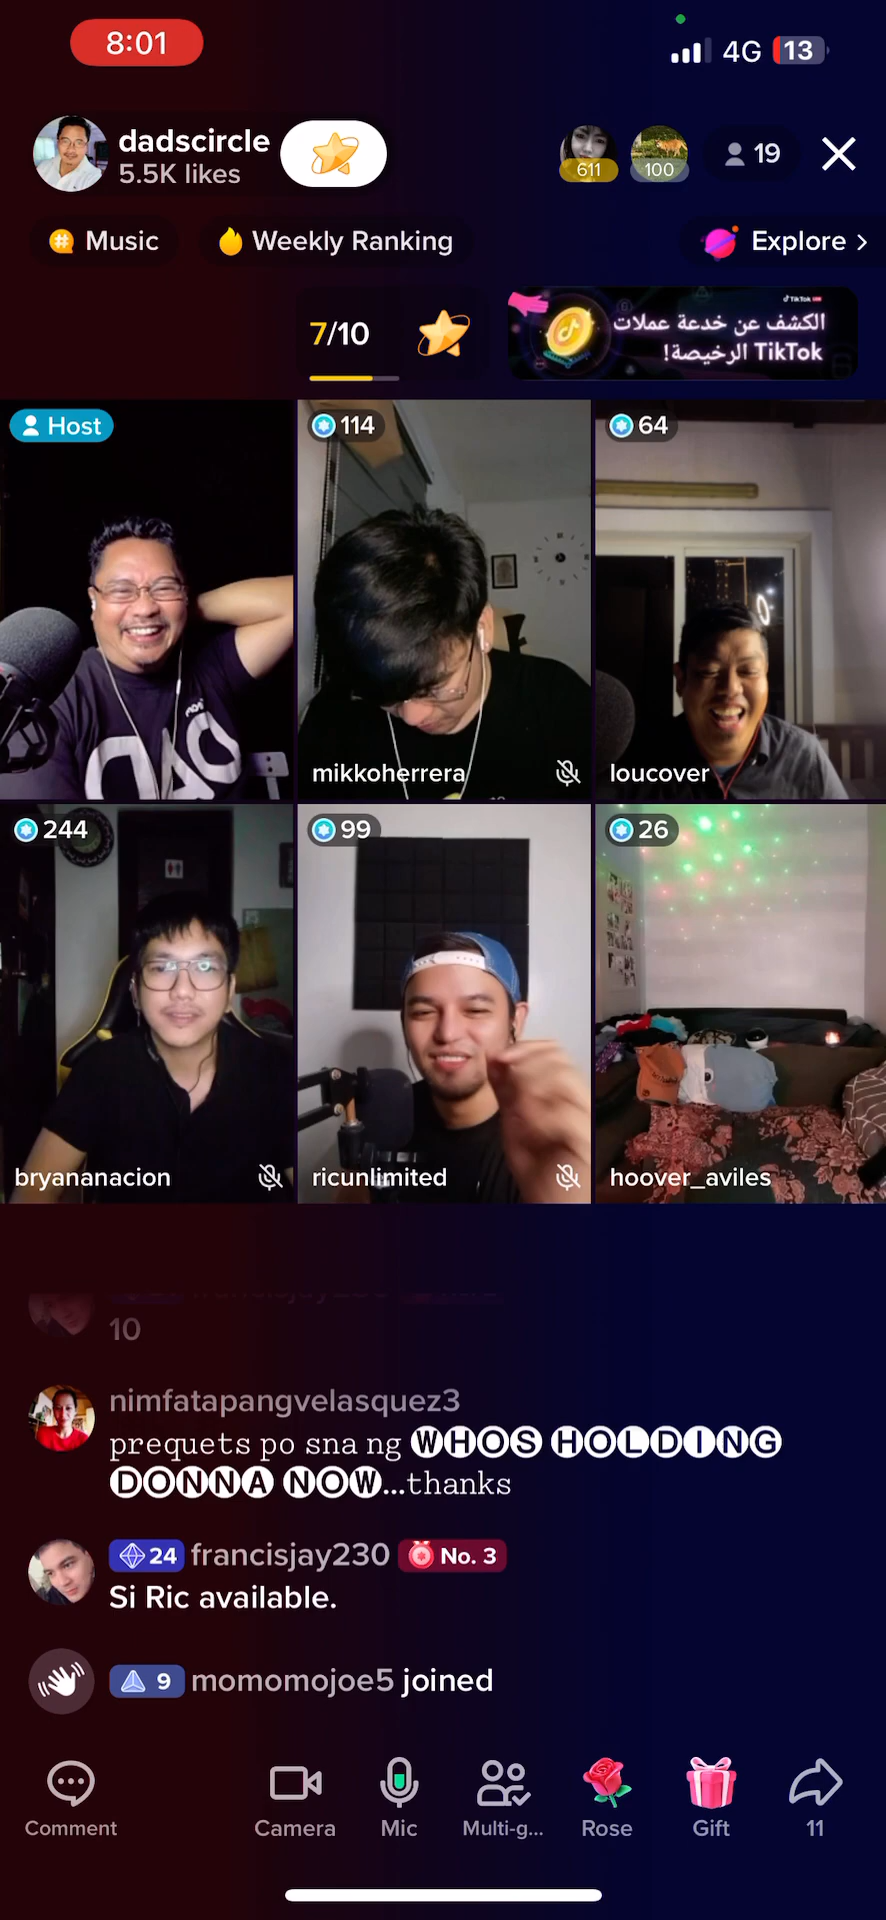 8:01
4G 13
dadscircle
5.5K likes
611
100
19
Music
Weekly Ranking
Explore >
7/10
TikTok LIVE
الكشف عن خدعة عملات
TikTok الرخيصة!
Host
114
64
DAD
mikkoherrera
loucover
244
99
26
bryananacion
ricunlimited
hoover_aviles
10
nimfatapangvelasquez3
prequets po sna ng WHOS HOLDING
DONNA NOW...thanks
24 francisjay230 No. 3
Si Ric available.
9 momomojoe5 joined
Comment
Camera
Mic
Multi-g...
Rose
Gift
11